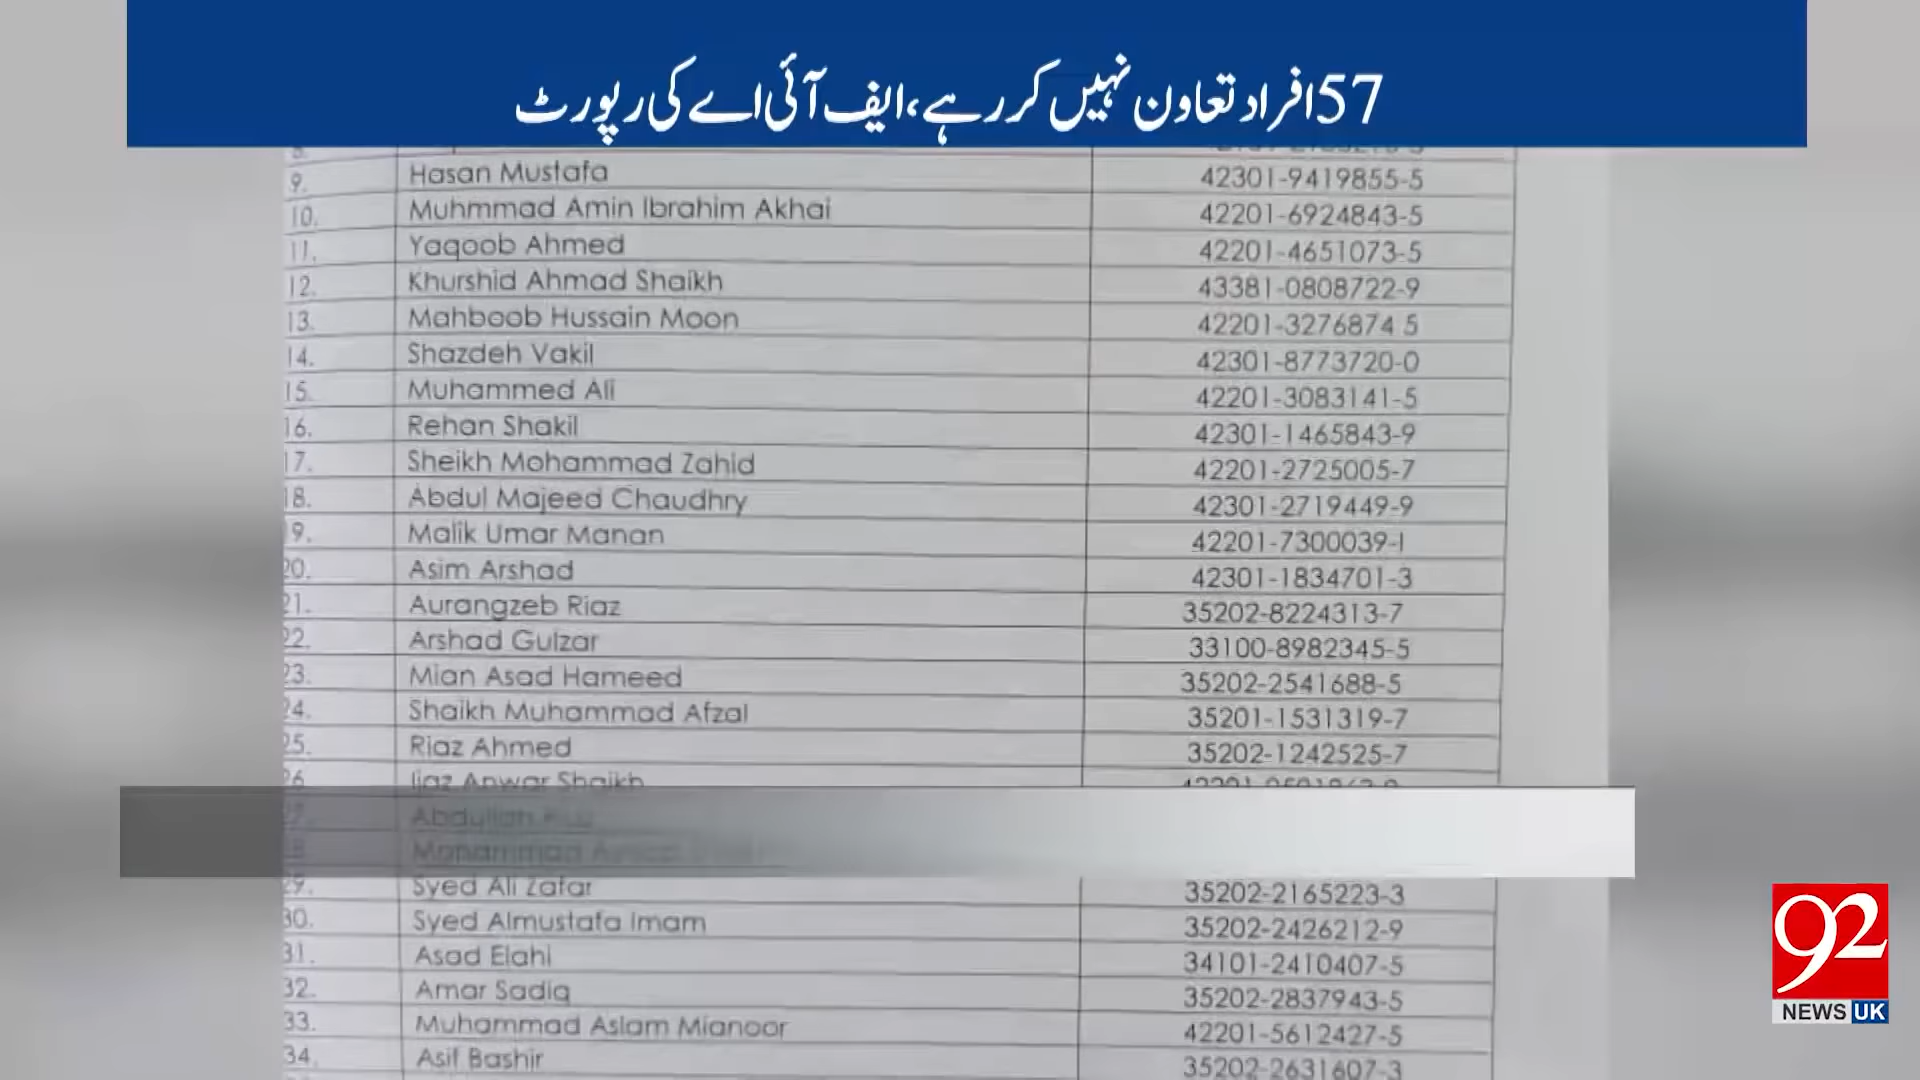 57 افراد تعاون نہیں کر رہے، ایف آئی اے کی رپورٹ
9. Hasan Mustafa 42301-9419855-5
10. Muhmmad Amin Ibrahim Akhai 42201-6924843-5
11. Yaqoob Ahmed 42201-4651073-5
12. Khurshid Ahmad Shaikh 43381-0808722-9
13. Mahboob Hussain Moon 42201-3276874 5
14. Shazdeh Vakil 42301-8773720-0
15. Muhammed Ali 42201-3083141-5
16. Rehan Shakil 42301-1465843-9
17. Sheikh Mohammad Zahid 42201-2725005-7
18. Abdul Majeed Chaudhry 42301-2719449-9
19. Malik Umar Manan 42201-7300039-1
20. Asim Arshad 42301-1834701-3
21. Aurangzeb Riaz 35202-8224313-7
22. Arshad Gulzar 33100-8982345-5
23. Mian Asad Hameed 35202-2541688-5
24. Shaikh Muhammad Afzal 35201-1531319-7
25. Riaz Ahmed 35202-1242525-7
26 Ijaz Anwar Shaikh
27. Abdullah
28. Mohammad
29. Syed Ali Zafar 35202-2165223-3
30. Syed Almustafa Imam 35202-2426212-9
31. Asad Elahi 34101-2410407-5
32. Amar Sadiq 35202-2837943-5
33. Muhammad Aslam Mianoor 42201-5612427-5
34. Asif Bashir 35202-2631607-3
92
NEWS UK